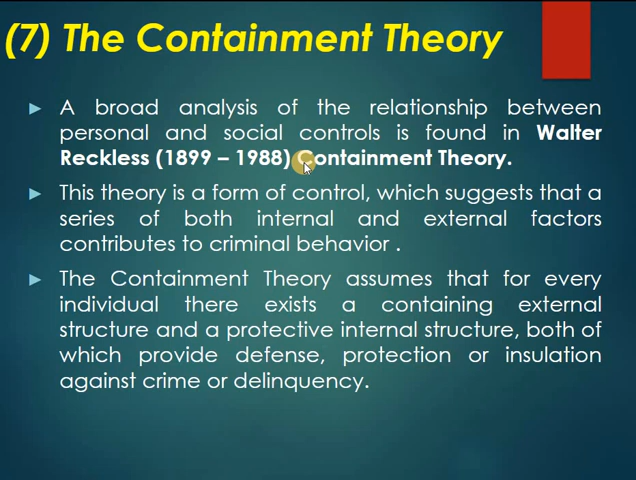 (7) The Containment Theory
A broad analysis of the relationship between
personal and social controls is found in Walter
Reckless (1899 – 1988) Containment Theory.
This theory is a form of control, which suggests that a
series of both internal and external factors
contributes to criminal behavior .
The Containment Theory assumes that for every
individual there exists a containing external
structure and a protective internal structure, both of
which provide defense, protection or insulation
against crime or delinquency.